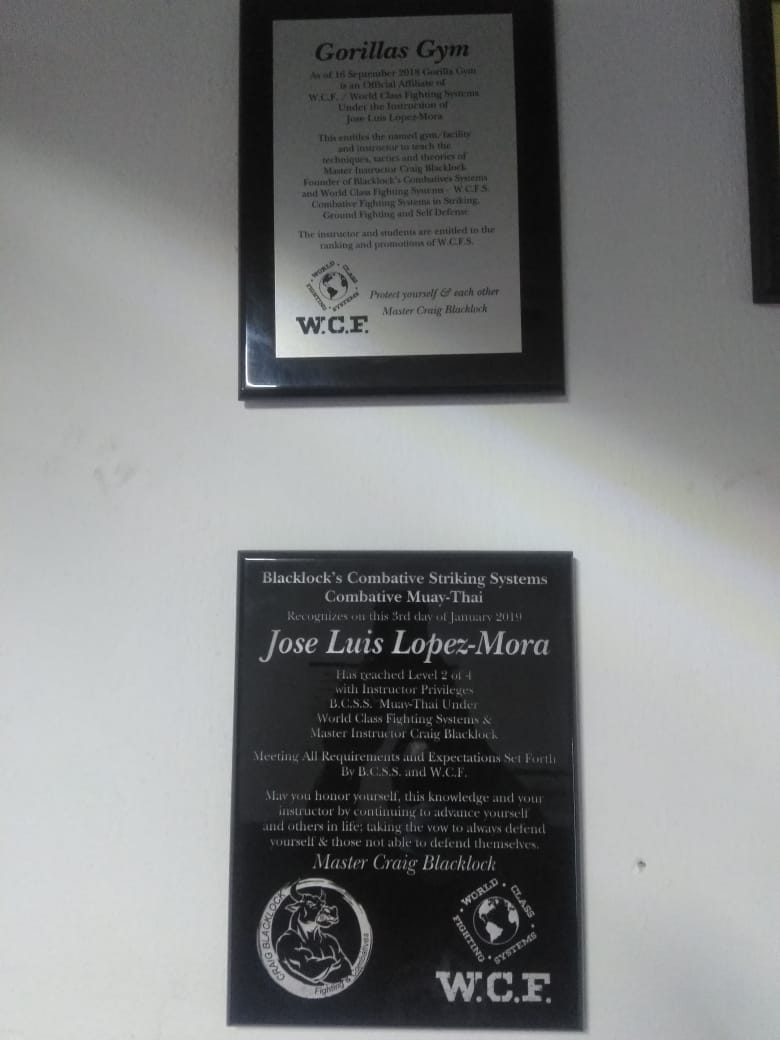 Gorillas Gym
As of 16 September 2018 Gorilla Gym
is an Official Affiliate of
W.C.F. / World Class Fighting Systems
Under the Instruction of
Jose Luis Lopez-Mora
This entitles the named gym/facility
and instructor to teach the
techniques, tactics and theories of
Master Instructor Craig Blacklock
Founder of Blacklock's Combatives Systems
and World Class Fighting Systems - W.C.F.S.
Combative Fighting Systems in Striking,
Ground Fighting and Self Defense
The instructor and students are entitled to the
ranking and promotions of W.C.F.S.
WORLD CLASS FIGHTING SYSTEMS
Protect yourself & each other
Master Craig Blacklock
W.C.F.
Blacklock's Combative Striking Systems
Combative Muay-Thai
Recognizes on this 3rd day of January 2019
Jose Luis Lopez-Mora
Has reached Level 2 of 4
with Instructor Privileges
B.C.S.S. Muay-Thai Under
World Class Fighting Systems &
Master Instructor Craig Blacklock
Meeting All Requirements and Expectations Set Forth
By B.C.S.S. and W.C.F.
May you honor yourself, this knowledge and your
instructor by continuing to advance yourself
and others in life; taking the vow to always defend
yourself & those not able to defend themselves.
Master Craig Blacklock
CRAIG BLACKLOCK
Fighting & Combatives
WORLD CLASS FIGHTING SYSTEMS
W.C.F.